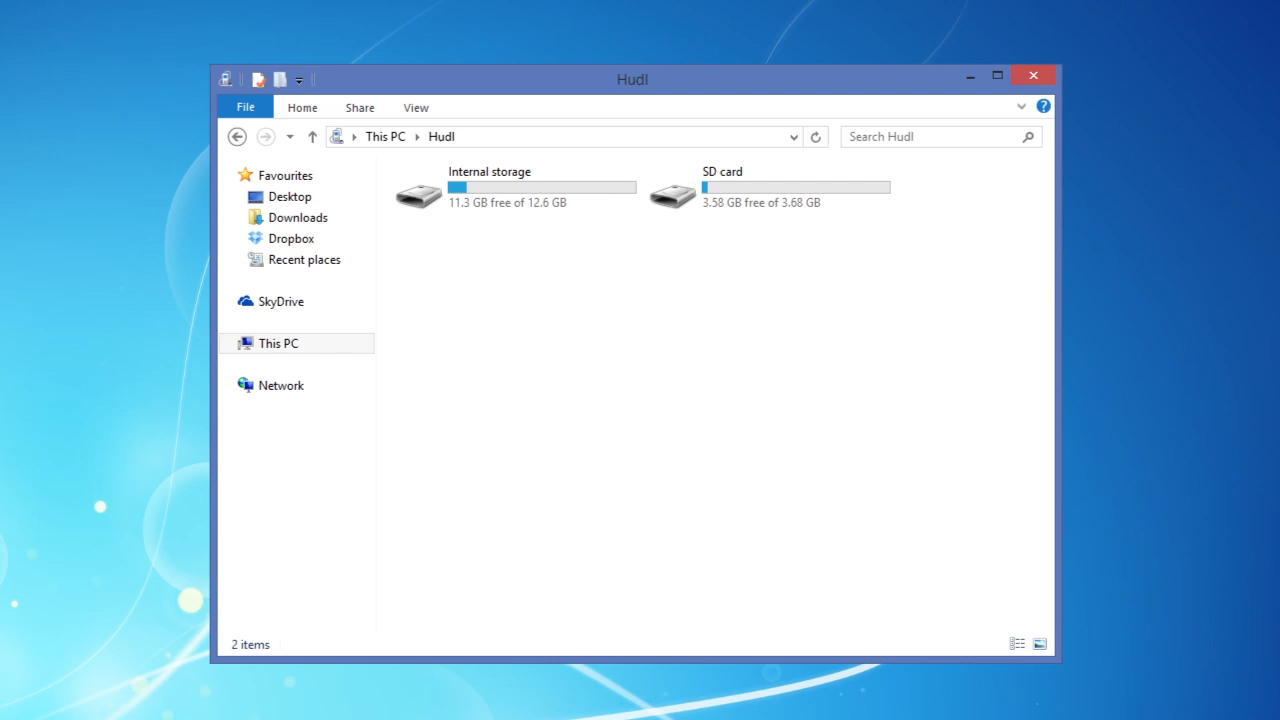 Hudl
File Home Share View
This PC Hudl
Search Hudl
Favourites
Desktop
Downloads
Dropbox
Recent places
SkyDrive
This PC
Network
Internal storage
11.3 GB free of 12.6 GB
SD card
3.58 GB free of 3.68 GB
2 items